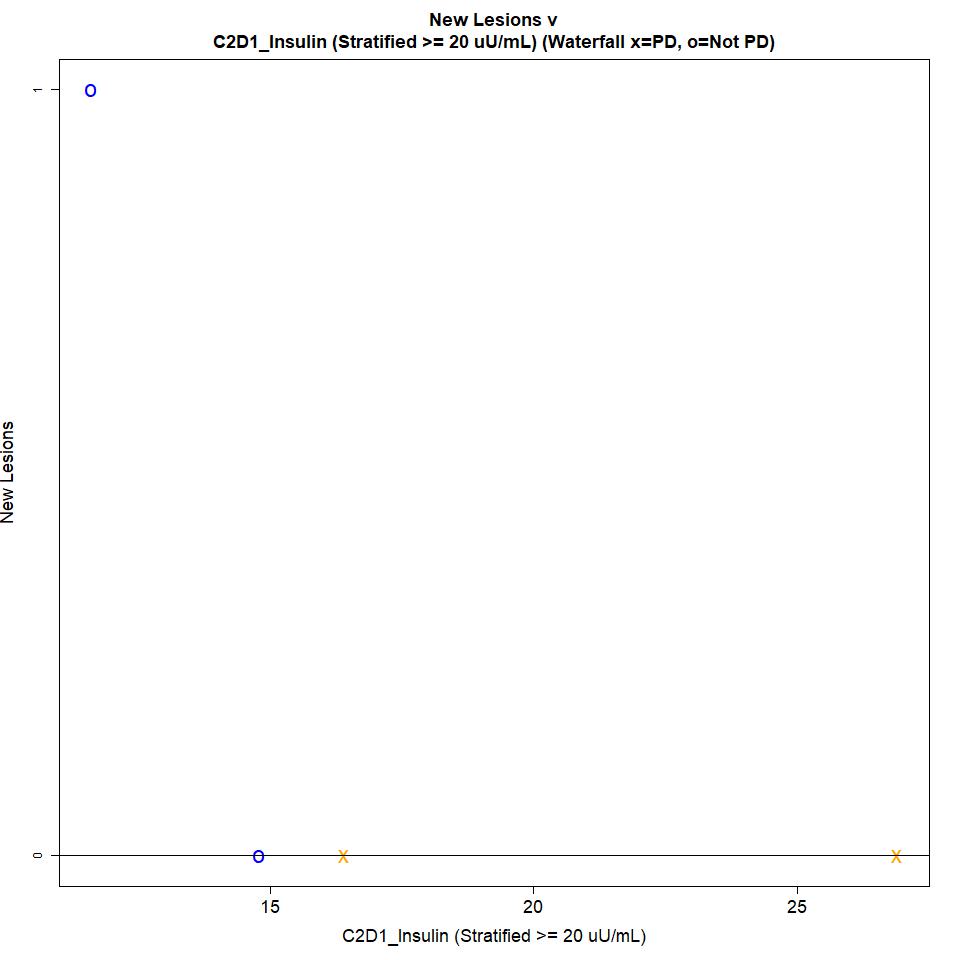 New Lesions v
C2D1_Insulin (Stratified >= 20 uU/mL) (Waterfall x=PD, o=Not PD)
1
New Lesions
0
o
o
x
x
15
20
25
C2D1_Insulin (Stratified >= 20 uU/mL)